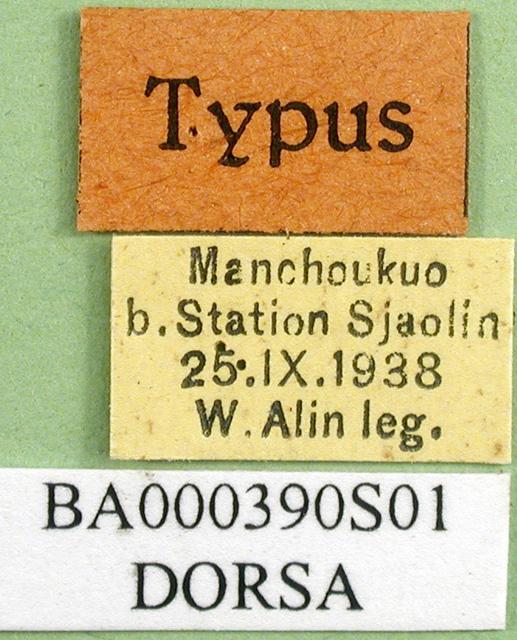 Typus
Manchoukuo
b. Station Sjaolin
25.IX.1938
W. Alin leg.
BA000390S01
DORSA